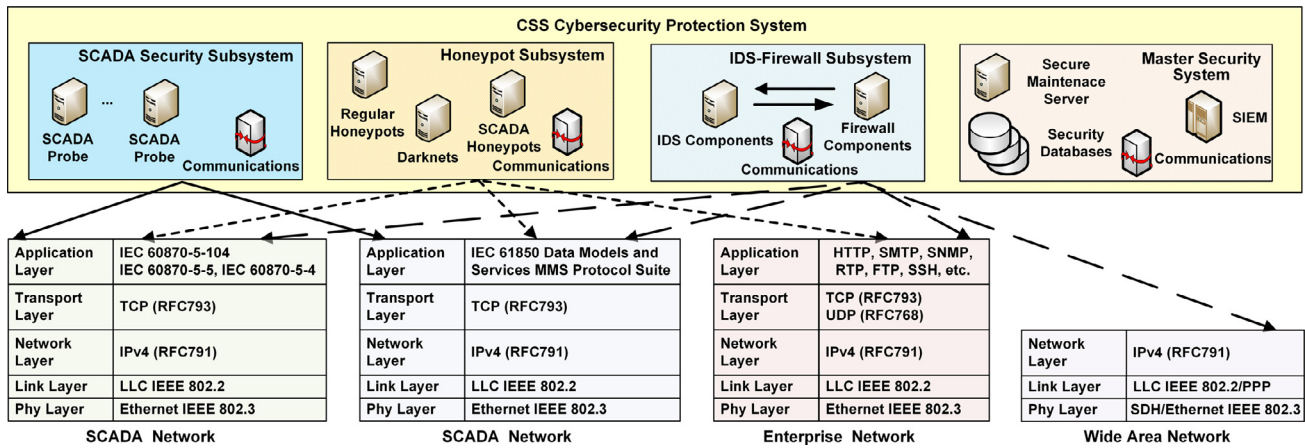 CSS Cybersecurity Protection System
SCADA Security Subsystem
...
SCADA
Probe
SCADA
Probe
Communications
Honeypot Subsystem
Regular
Honeypots
Darknets
SCADA
Honeypots
Communications
IDS-Firewall Subsystem
IDS Components
Firewall
Components
Communications
Master Security
System
Secure
Maintenace
Server
SIEM
Security
Databases
Communications
Application
Layer
IEC 60870-5-104
IEC 60870-5-5, IEC 60870-5-4
Transport
Layer
TCP (RFC793)
Network
Layer
IPv4 (RFC791)
Link Layer
LLC IEEE 802.2
Phy Layer
Ethernet IEEE 802.3
SCADA Network
Application
Layer
IEC 61850 Data Models and
Services MMS Protocol Suite
Transport
Layer
TCP (RFC793)
Network
Layer
IPv4 (RFC791)
Link Layer
LLC IEEE 802.2
Phy Layer
Ethernet IEEE 802.3
SCADA Network
Application
Layer
HTTP, SMTP, SNMP,
RTP, FTP, SSH, etc.
Transport
Layer
TCP (RFC793)
UDP (RFC768)
Network
Layer
IPv4 (RFC791)
Link Layer
LLC IEEE 802.2
Phy Layer
Ethernet IEEE 802.3
Enterprise Network
Network
Layer
IPv4 (RFC791)
Link Layer
LLC IEEE 802.2/PPP
Phy Layer
SDH/Ethernet IEEE 802.3
Wide Area Network